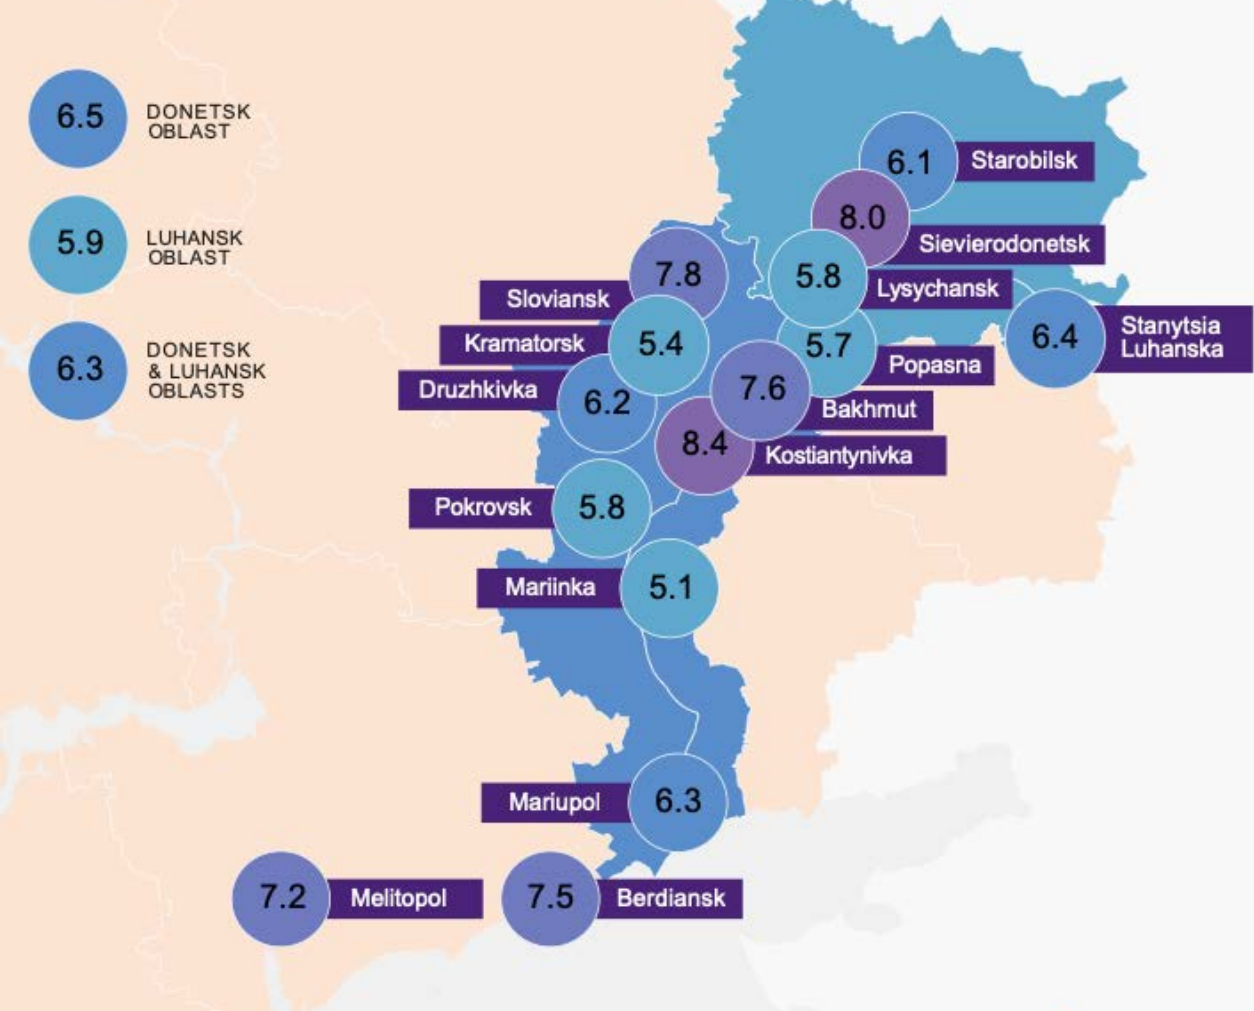 6.5
DONETSK
OBLAST
5.9
LUHANSK
OBLAST
6.3
DONETSK
& LUHANSK
OBLASTS
6.1
Starobilsk
8.0
Sievierodonetsk
7.8
Sloviansk
5.8
Lysychansk
6.4
Stanytsia
Luhanska
5.4
Kramatorsk
5.7
Popasna
6.2
Druzhkivka
7.6
Bakhmut
8.4
Kostiantynivka
5.8
Pokrovsk
5.1
Mariinka
6.3
Mariupol
7.2
Melitopol
7.5
Berdiansk